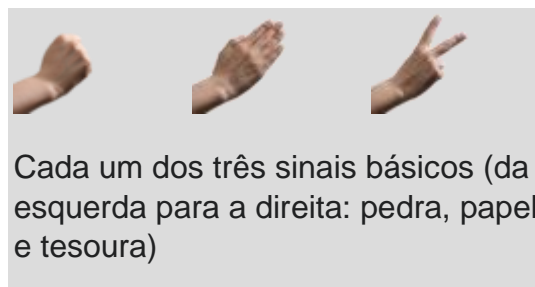 Cada um dos três sinais básicos (da
esquerda para a direita: pedra, papel
e tesoura)